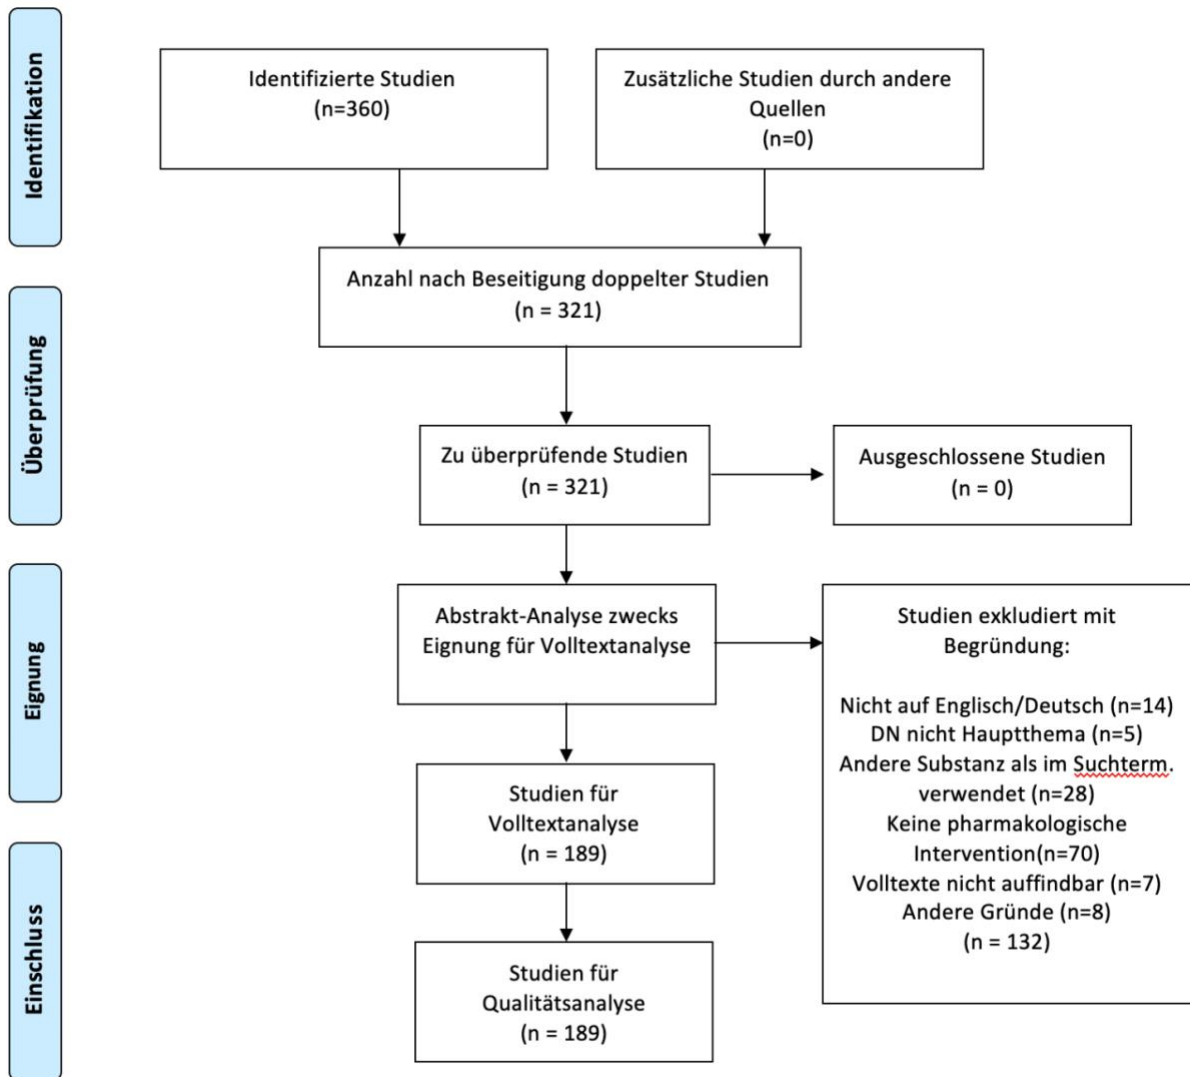 Identifikation
Identifizierte Studien
(n=360)
Zusätzliche Studien durch andere
Quellen
(n=0)
Anzahl nach Beseitigung doppelter Studien
(n = 321)
Überprüfung
Zu überprüfende Studien
(n = 321)
Ausgeschlossene Studien
(n = 0)
Eignung
Abstrakt-Analyse zwecks
Eignung für Volltextanalyse
Studien exkludiert mit
Begründung:
Nicht auf Englisch/Deutsch (n=14)
DN nicht Hauptthema (n=5)
Andere Substanz als im Suchterm.
verwendet (n=28)
Keine pharmakologische
Intervention(n=70)
Volltexte nicht auffindbar (n=7)
Andere Gründe (n=8)
(n = 132)
Studien für
Volltextanalyse
(n = 189)
Einschluss
Studien für
Qualitätsanalyse
(n = 189)